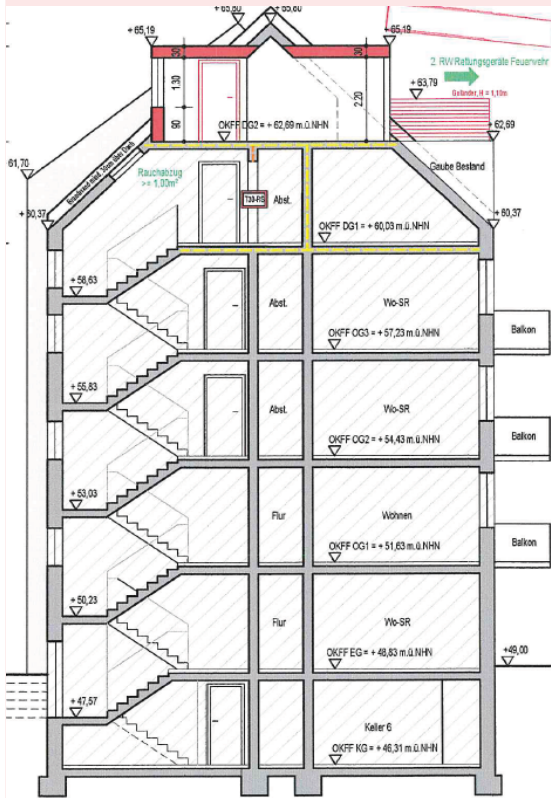 + 65,80
+ 65,80
+ 65,19
+ 65,19
30
30
1.30
2.20
90
2. RW Rettungsgeräte Feuerwehr
+ 63,79
Geländer, H = 1,10m
+ 62,69
OKFF DG2 = + 62,69 m.ü.NHN
61,70
Rauchabzug
>= 1,00m²
Gaube Bestand
T30-RS
Abst.
+ 60,37
+ 60,37
OKFF DG1 = + 60,03 m.ü.NHN
+ 58,63
Abst.
Wo-SR
OKFF OG3 = + 57,23 m.ü.NHN
Balkon
+ 55,83
Abst.
Wo-SR
OKFF OG2 = + 54,43 m.ü.NHN
Balkon
+ 53,03
Flur
Wohnen
OKFF OG1 = + 51,63 m.ü.NHN
Balkon
+ 50,23
Flur
Wo-SR
OKFF EG = + 48,83 m.ü.NHN
+49,00
+ 47,57
Keller 6
OKFF KG = + 46,31 m.ü.NHN